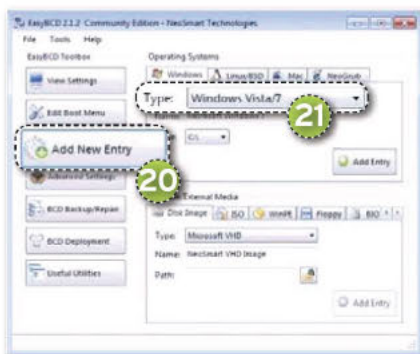 EasyBCD 2.1.2 Community Edition - NeoSmart Technologies
File Tools Help
EasyBCD Toolbox
View Settings
Edit Boot Menu
Add New Entry
20
Advanced Settings
BCD Backup/Repair
BCD Deployment
Useful Utilities
Operating Systems
Windows Linux/BSD Mac NeoGrub
Type: Windows Vista/7
21
C:\
Add Entry
External Media
Disk Image ISO WinPE Floppy BIO
Type: Microsoft VHD
Name: NeoSmart VHD Image
Path:
Add Entry